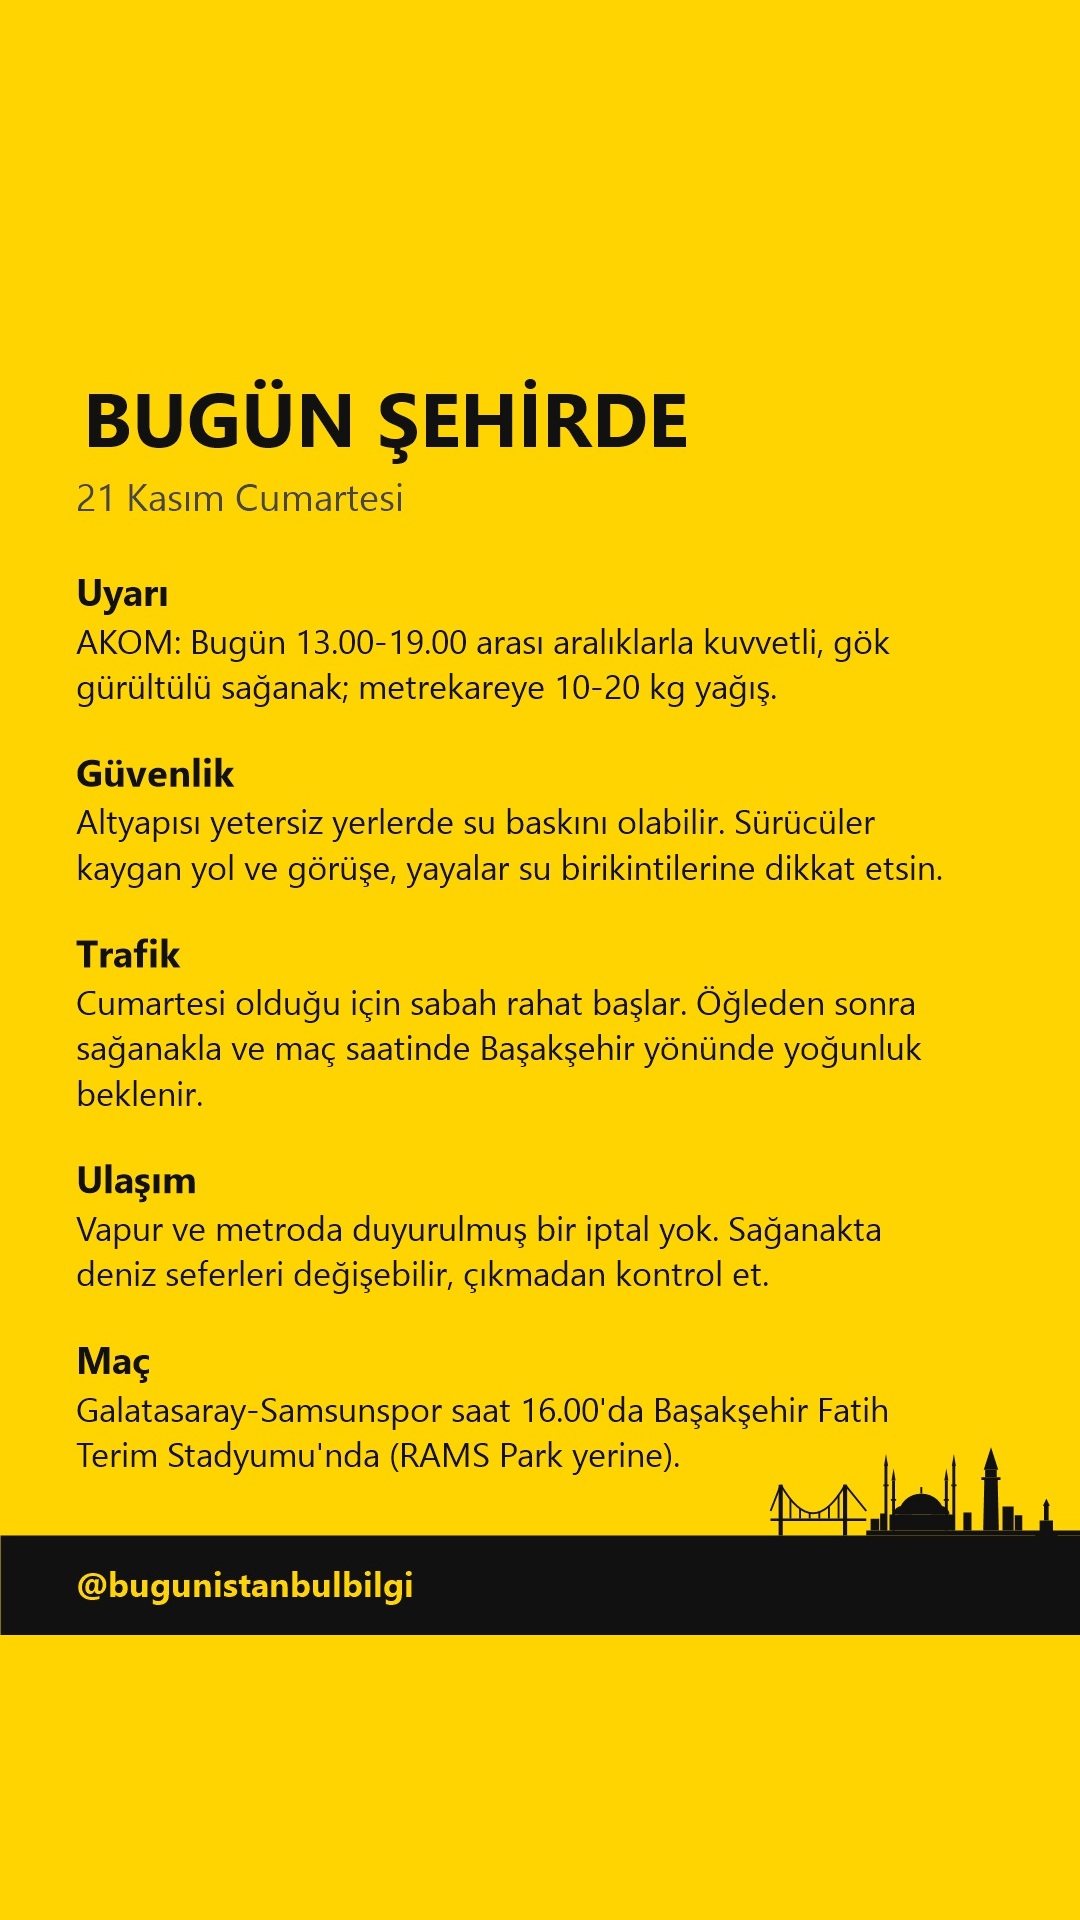 BUGÜN ŞEHİRDE
21 Kasım Cumartesi
Uyarı
AKOM: Bugün 13.00-19.00 arası aralıklarla kuvvetli, gök
gürültülü sağanak; metrekareye 10-20 kg yağış.
Güvenlik
Altyapısı yetersiz yerlerde su baskını olabilir. Sürücüler
kaygan yol ve görüşe, yayalar su birikintilerine dikkat etsin.
Trafik
Cumartesi olduğu için sabah rahat başlar. Öğleden sonra
sağanakla ve maç saatinde Başakşehir yönünde yoğunluk
beklenir.
Ulaşım
Vapur ve metroda duyurulmuş bir iptal yok. Sağanakta
deniz seferleri değişebilir, çıkmadan kontrol et.
Maç
Galatasaray-Samsunspor saat 16.00'da Başakşehir Fatih
Terim Stadyumu'nda (RAMS Park yerine).
@bugunistanbulbilgi